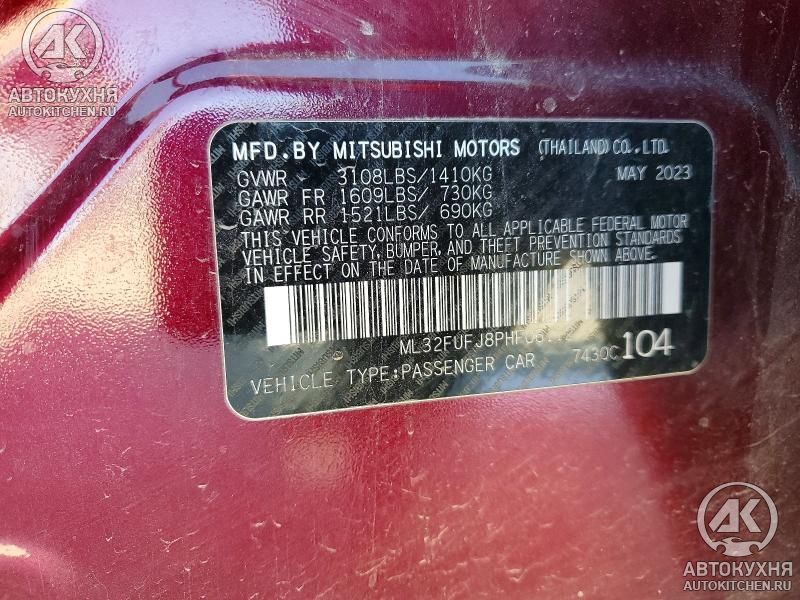 АК
АВТОКУХНЯ
AUTOKITCHEN.RU
MFD.BY MITSUBISHI MOTORS (THAILAND)CO.,LTD.
GVWR 3108LBS/1410KG MAY 2023
GAWR FR 1609LBS/ 730KG
GAWR RR 1521LBS/ 690KG
THIS VEHICLE CONFORMS TO ALL APPLICABLE FEDERAL MOTOR
VEHICLE SAFETY, BUMPER, AND THEFT PREVENTION STANDARDS
IN EFFECT ON THE DATE OF MANUFACTURE SHOWN ABOVE.
7430C 104
VEHICLE TYPE:PASSENGER CAR
АК
АВТОКУХНЯ
AUTOKITCHEN.RU